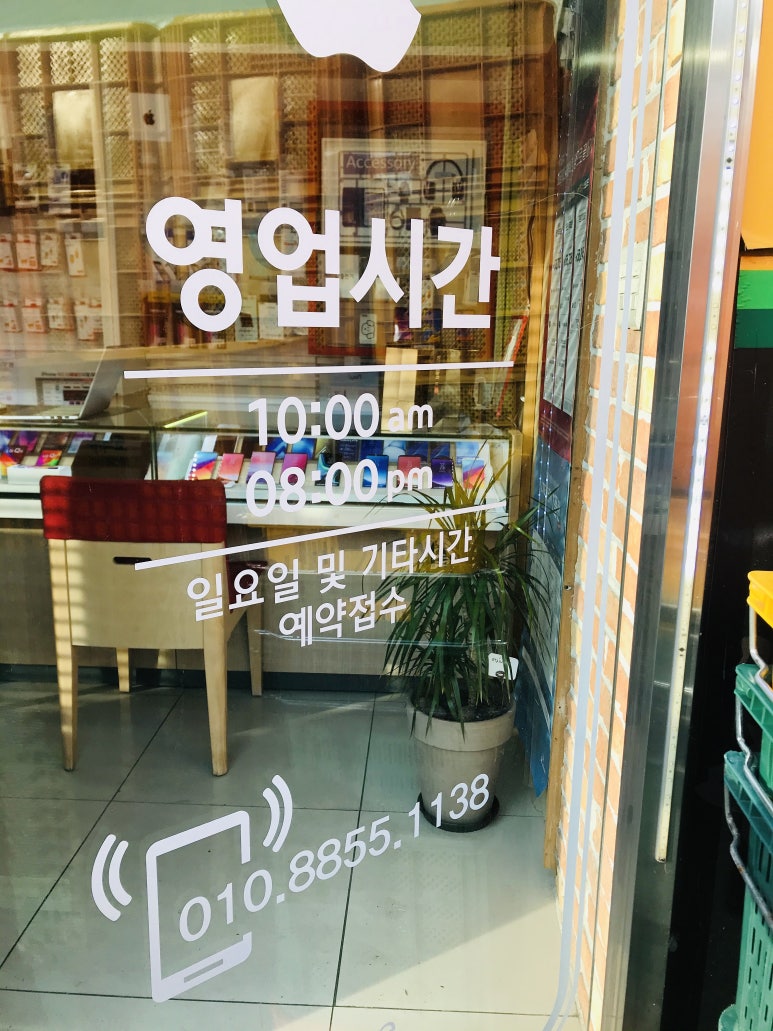 Accessory
영업시간
10:00 am
08:00 pm
일요일 및 기타시간
예약접수
010.8855.1138